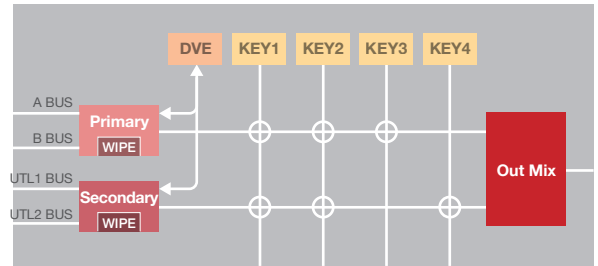 DVE KEY1 KEY2 KEY3 KEY4
A BUS
Primary
B BUS
WIPE
Out Mix
UTL1 BUS
Secondary
UTL2 BUS
WIPE